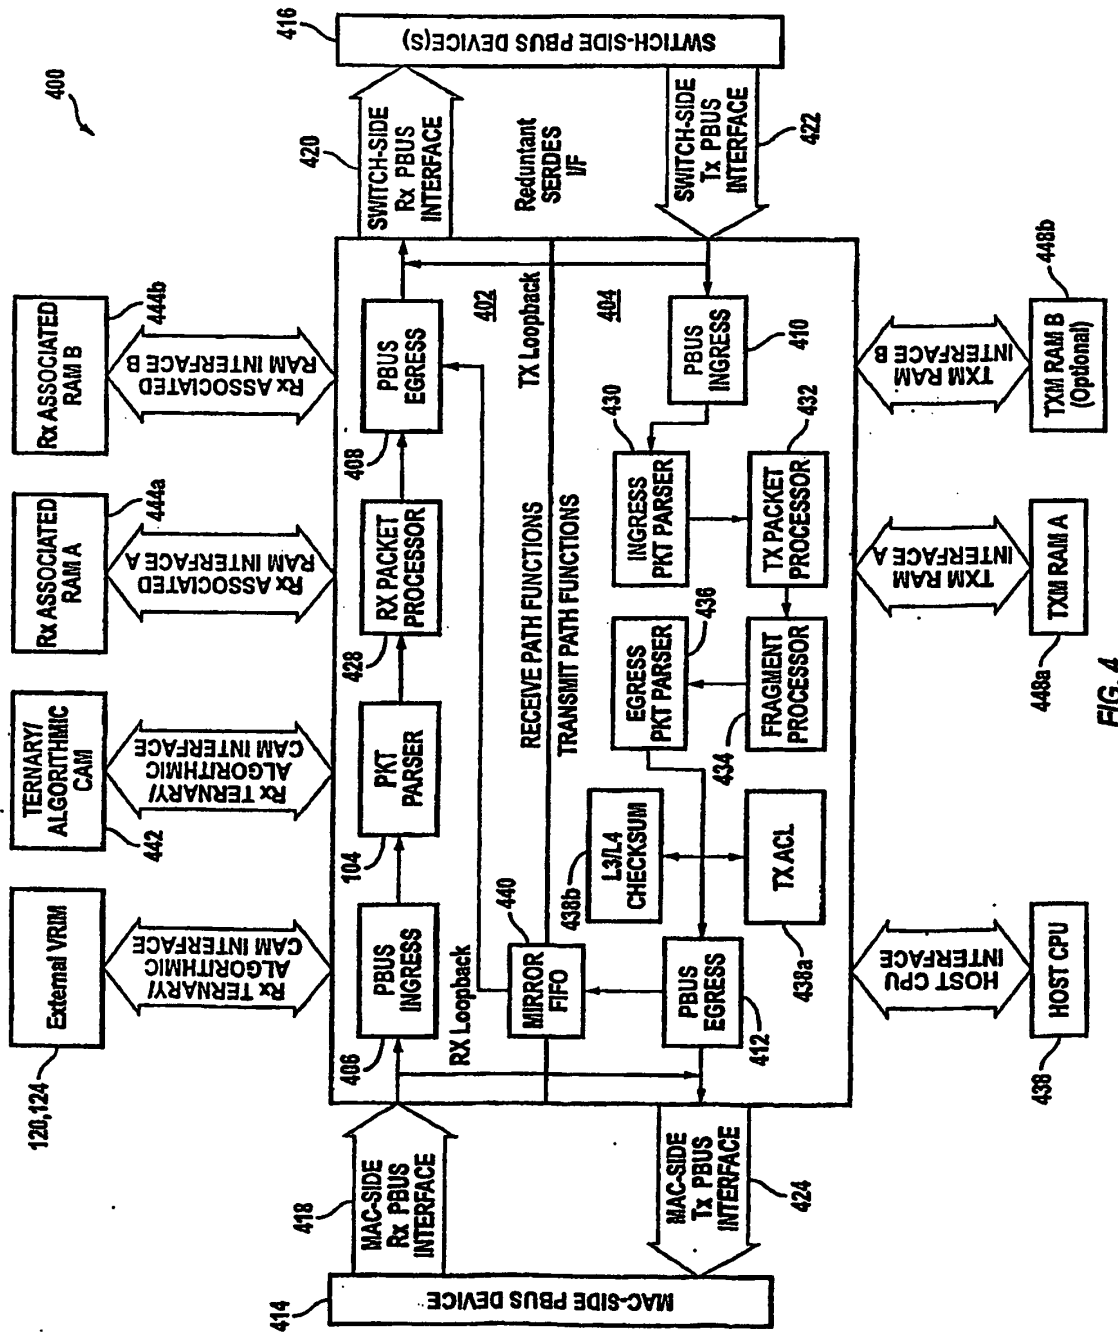 400
120,124
External VRIM
442
TERNARY/
ALGORITHMIC
CAM
Rx ASSOCIATED
RAM A
444a
Rx ASSOCIATED
RAM B
444b
Rx TERNARY/
ALGORITHMIC
CAM INTERFACE
Rx TERNARY/
ALGORITHMIC
CAM INTERFACE
Rx ASSOCIATED
RAM INTERFACE A
Rx ASSOCIATED
RAM INTERFACE B
414
MAC-SIDE PBUS DEVICE
418
MAC-SIDE
Rx PBUS
INTERFACE
406
PBUS
INGRESS
104
PKT
PARSER
428
RX PACKET
PROCESSOR
408
PBUS
EGRESS
420
SWITCH-SIDE
Rx PBUS
INTERFACE
416
SWTICH-SIDE PBUS DEVICE(S)
RX Loopback
402
440
MIRROR
FIFO
RECEIVE PATH FUNCTIONS
TX Loopback
Reduntant
SERDES
I/F
TRANSMIT PATH FUNCTIONS
404
438b
L3/L4
CHECKSUM
EGRESS
PKT PARSER
436
430
INGRESS
PKT PARSER
PBUS
INGRESS
410
MAC-SIDE
Tx PBUS
INTERFACE
424
PBUS
EGRESS
412
TX ACL
438a
434
FRAGMENT
PROCESSOR
TX PACKET
PROCESSOR
432
SWITCH-SIDE
Tx PBUS
INTERFACE
422
HOST CPU
INTERFACE
TXM RAM
INTERFACE A
TXM RAM
INTERFACE B
HOST CPU
438
TXM RAM A
448a
TXM RAM B
(Optional)
448b
FIG. 4